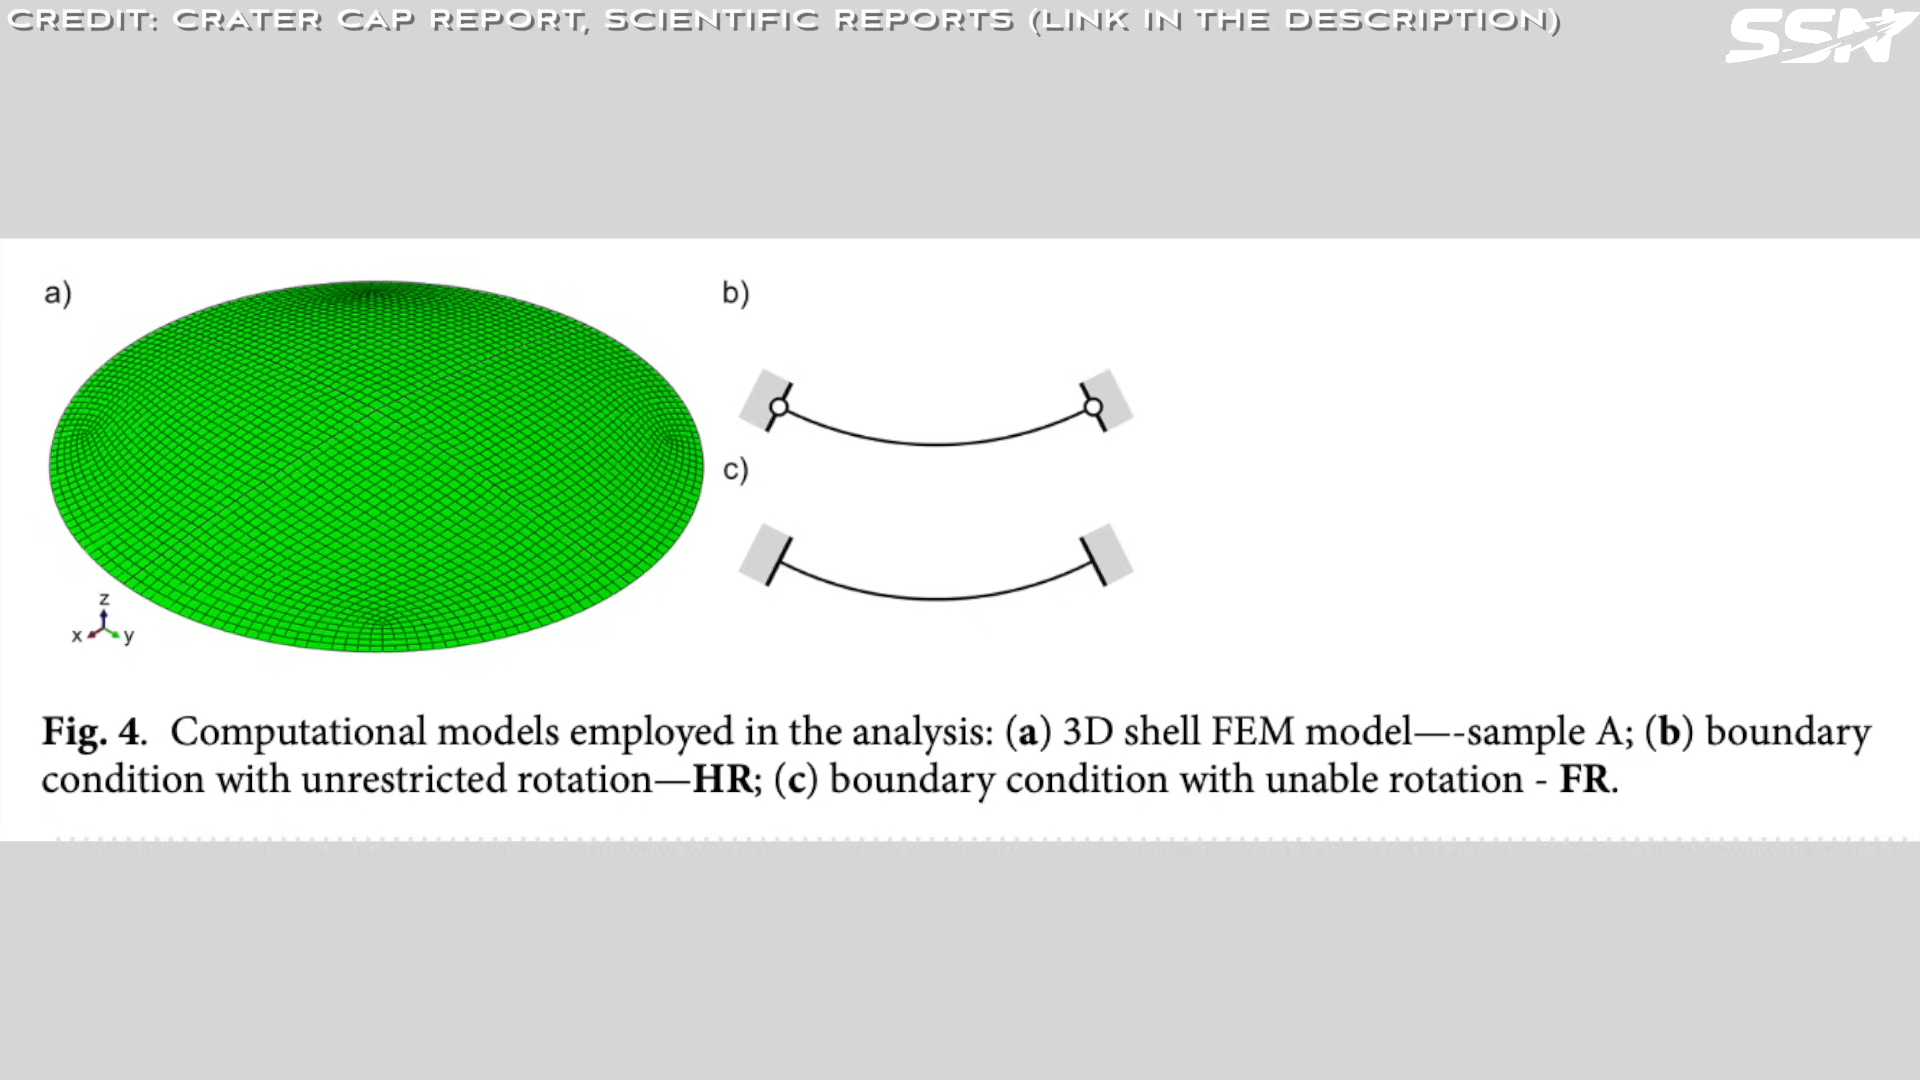 CREDIT: CRATER CAP REPORT, SCIENTIFIC REPORTS (LINK IN THE DESCRIPTION)
SSN
a)
b)
c)
z
x
y
Fig. 4. Computational models employed in the analysis: (a) 3D shell FEM model—-sample A; (b) boundary
condition with unrestricted rotation—HR; (c) boundary condition with unable rotation - FR.